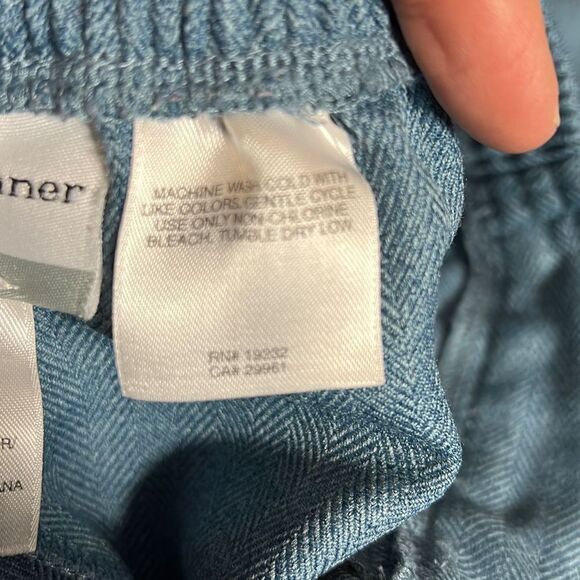 nner
MACHINE WASH COLD WITH
LIKE COLORS, GENTLE CYCLE
USE ONLY NON-CHLORINE
BLEACH, TUMBLE DRY LOW
RN# 19232
CA# 29961
R/
ANA